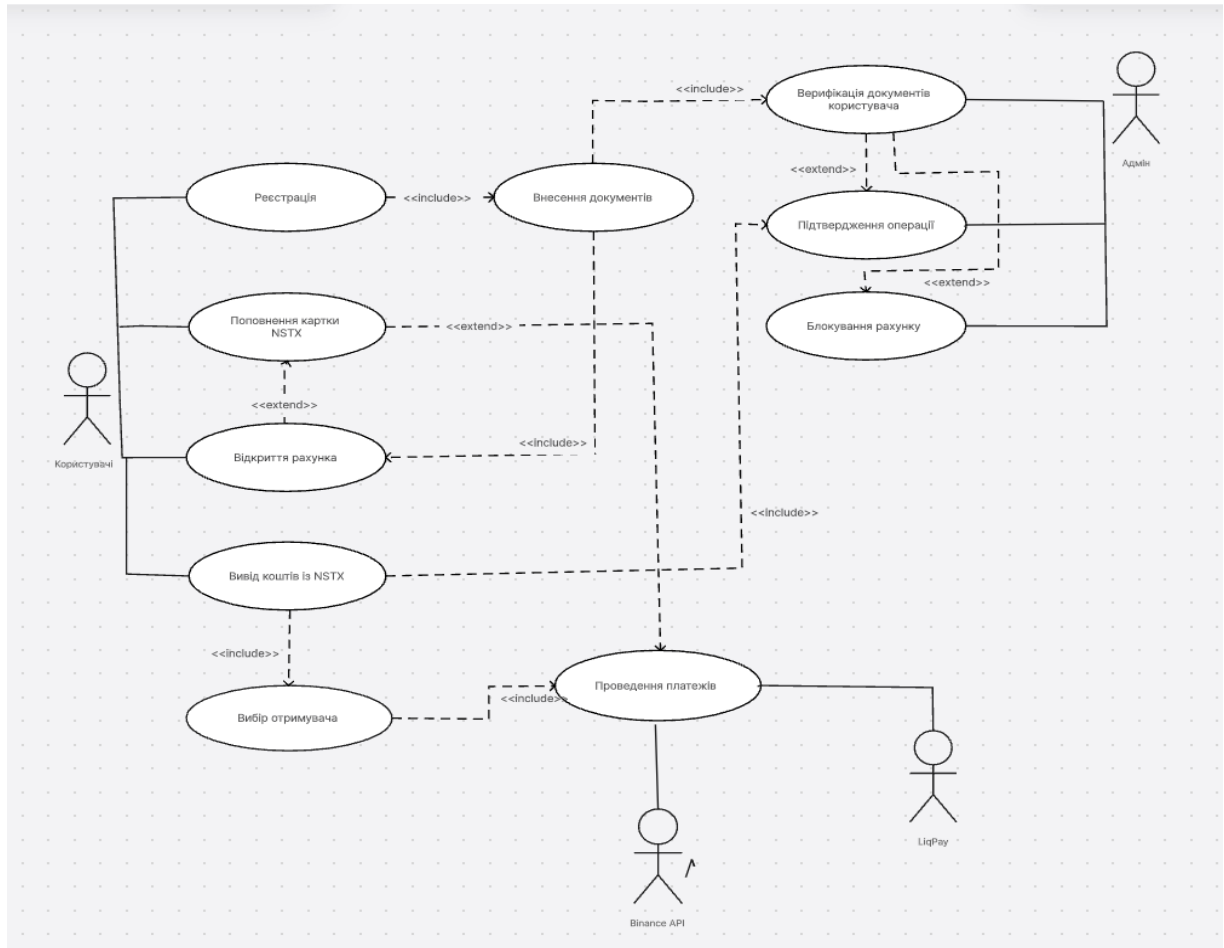 <<include>>
Верифікація документів
користувача
Адмін
<<extend>>
Реєстрація
<<include>>
Внесення документів
Підтвердження операції
<<extend>>
Поповнення картки
NSTX
<<extend>>
Блокування рахунку
<<extend>>
<<include>>
Відкриття рахунка
Користувачі
<<include>>
Вивід коштів із NSTX
<<include>>
Вибір отримувача
<<include>>
Проведення платежів
LiqPay
Binance API